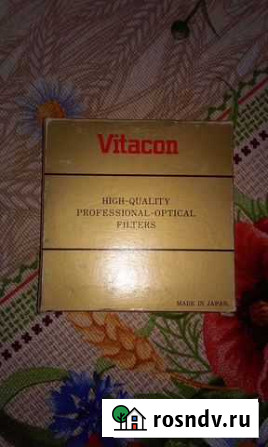 Vitacon
HIGH-QUALITY
PROFESSIONAL-OPTICAL
FILTERS
MADE IN JAPAN.
rosndv.ru